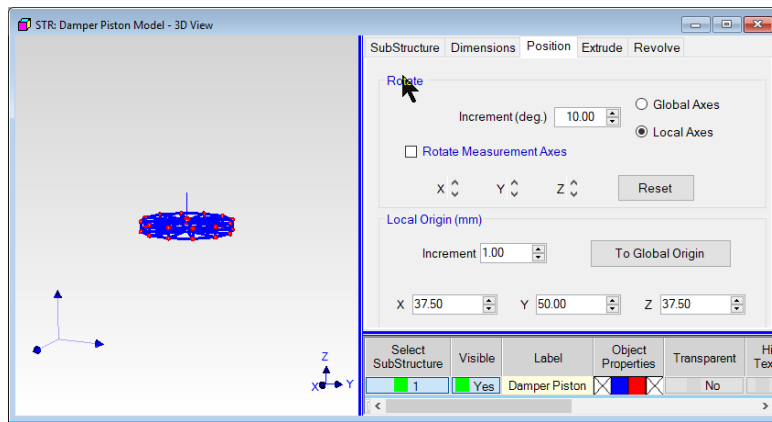 STR: Damper Piston Model - 3D View
SubStructure Dimensions Position Extrude Revolve
Rotate
Increment (deg.) 10.00
Global Axes
Local Axes
Rotate Measurement Axes
X Y Z Reset
Local Origin (mm)
Increment 1.00 To Global Origin
X 37.50 Y 50.00 Z 37.50
Z
X Y
Select SubStructure Visible Label Object Properties Transparent
1 Yes Damper Piston No